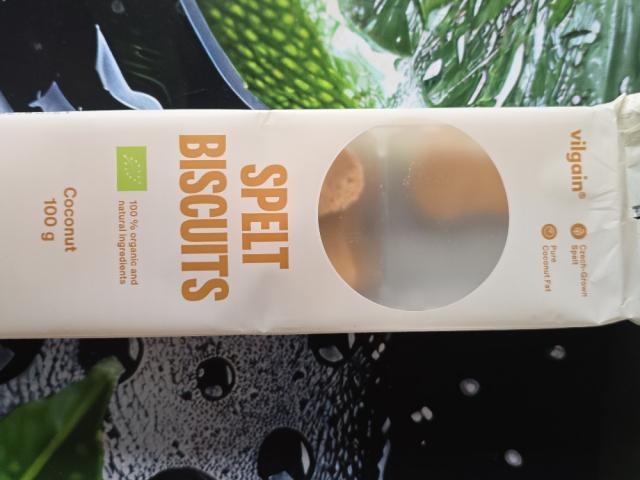 vilgain®
Czech-Grown
Spelt
Pure
Coconut Fat
SPELT
BISCUITS
100 % organic and
natural ingredients
Coconut
100 g